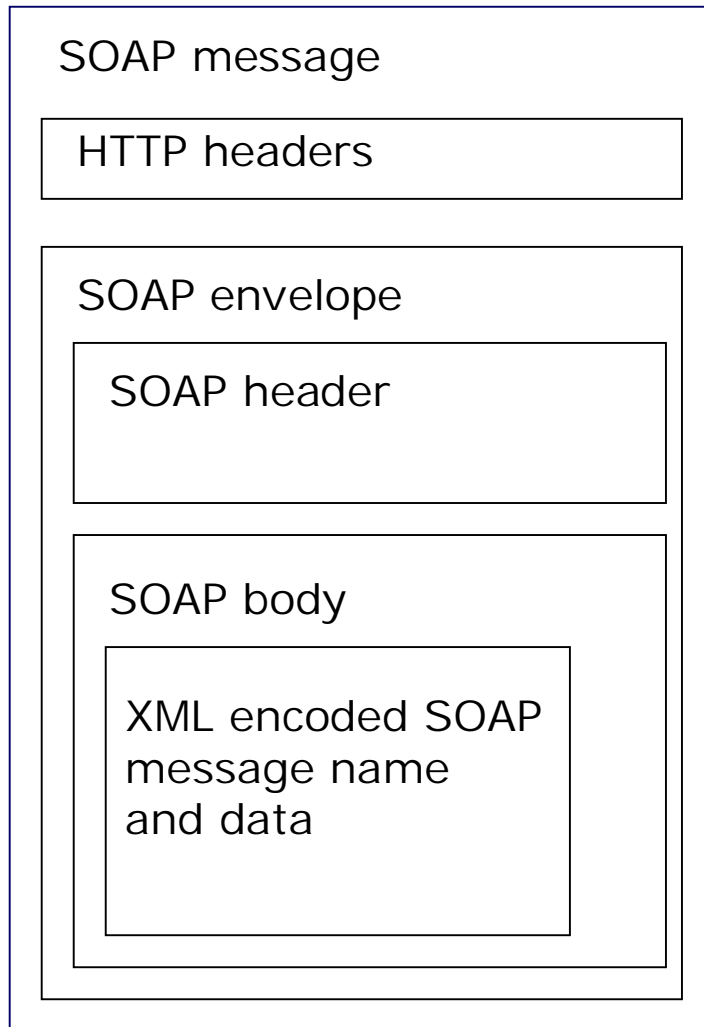 SOAP message
HTTP headers
SOAP envelope
SOAP header
SOAP body
XML encoded SOAP
message name
and data